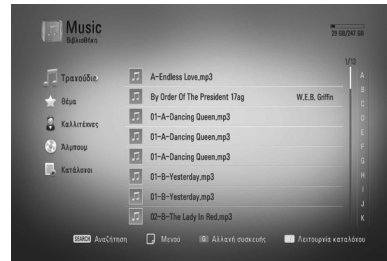 Music
Βιβλιοθήκη
29 GB/247 GB
1/13
Τραγούδια
Θέμα
Καλλιτέχνες
Άλμπουμ
Κατάλογοι
A-Endless Love.mp3
By Order Of The President 17ag W.E.B. Griffin
01-A-Dancing Queen.mp3
01-A-Dancing Queen.mp3
01-A-Dancing Queen.mp3
01-B-Yesterday.mp3
01-B-Yesterday.mp3
02-B-The Lady In Red.mp3
A
B
C
D
E
F
G
H
I
J
K
SEARCH Αναζήτηση Μενού Αλλαγή συσκευής Λειτουργία καταλόγου